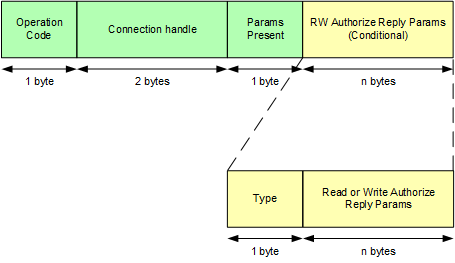 Operation
Code
Connection handle
Params
Present
RW Authorize Reply Params
(Conditional)
1 byte
2 bytes
1 byte
n bytes
Type
Read or Write Authorize
Reply Params
1 byte
n bytes